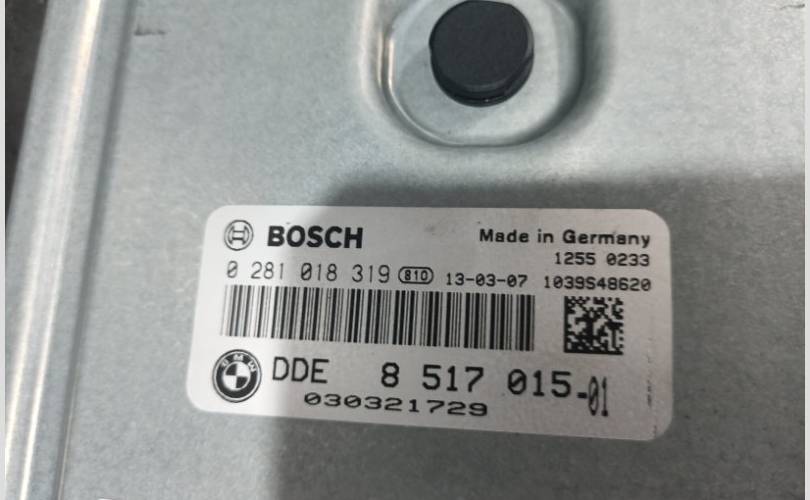 BOSCH
Made in Germany
1255 0233
0 281 018 319 810 13-03-07 1039S48620
BMW
DDE 8 517 015-01
030321729